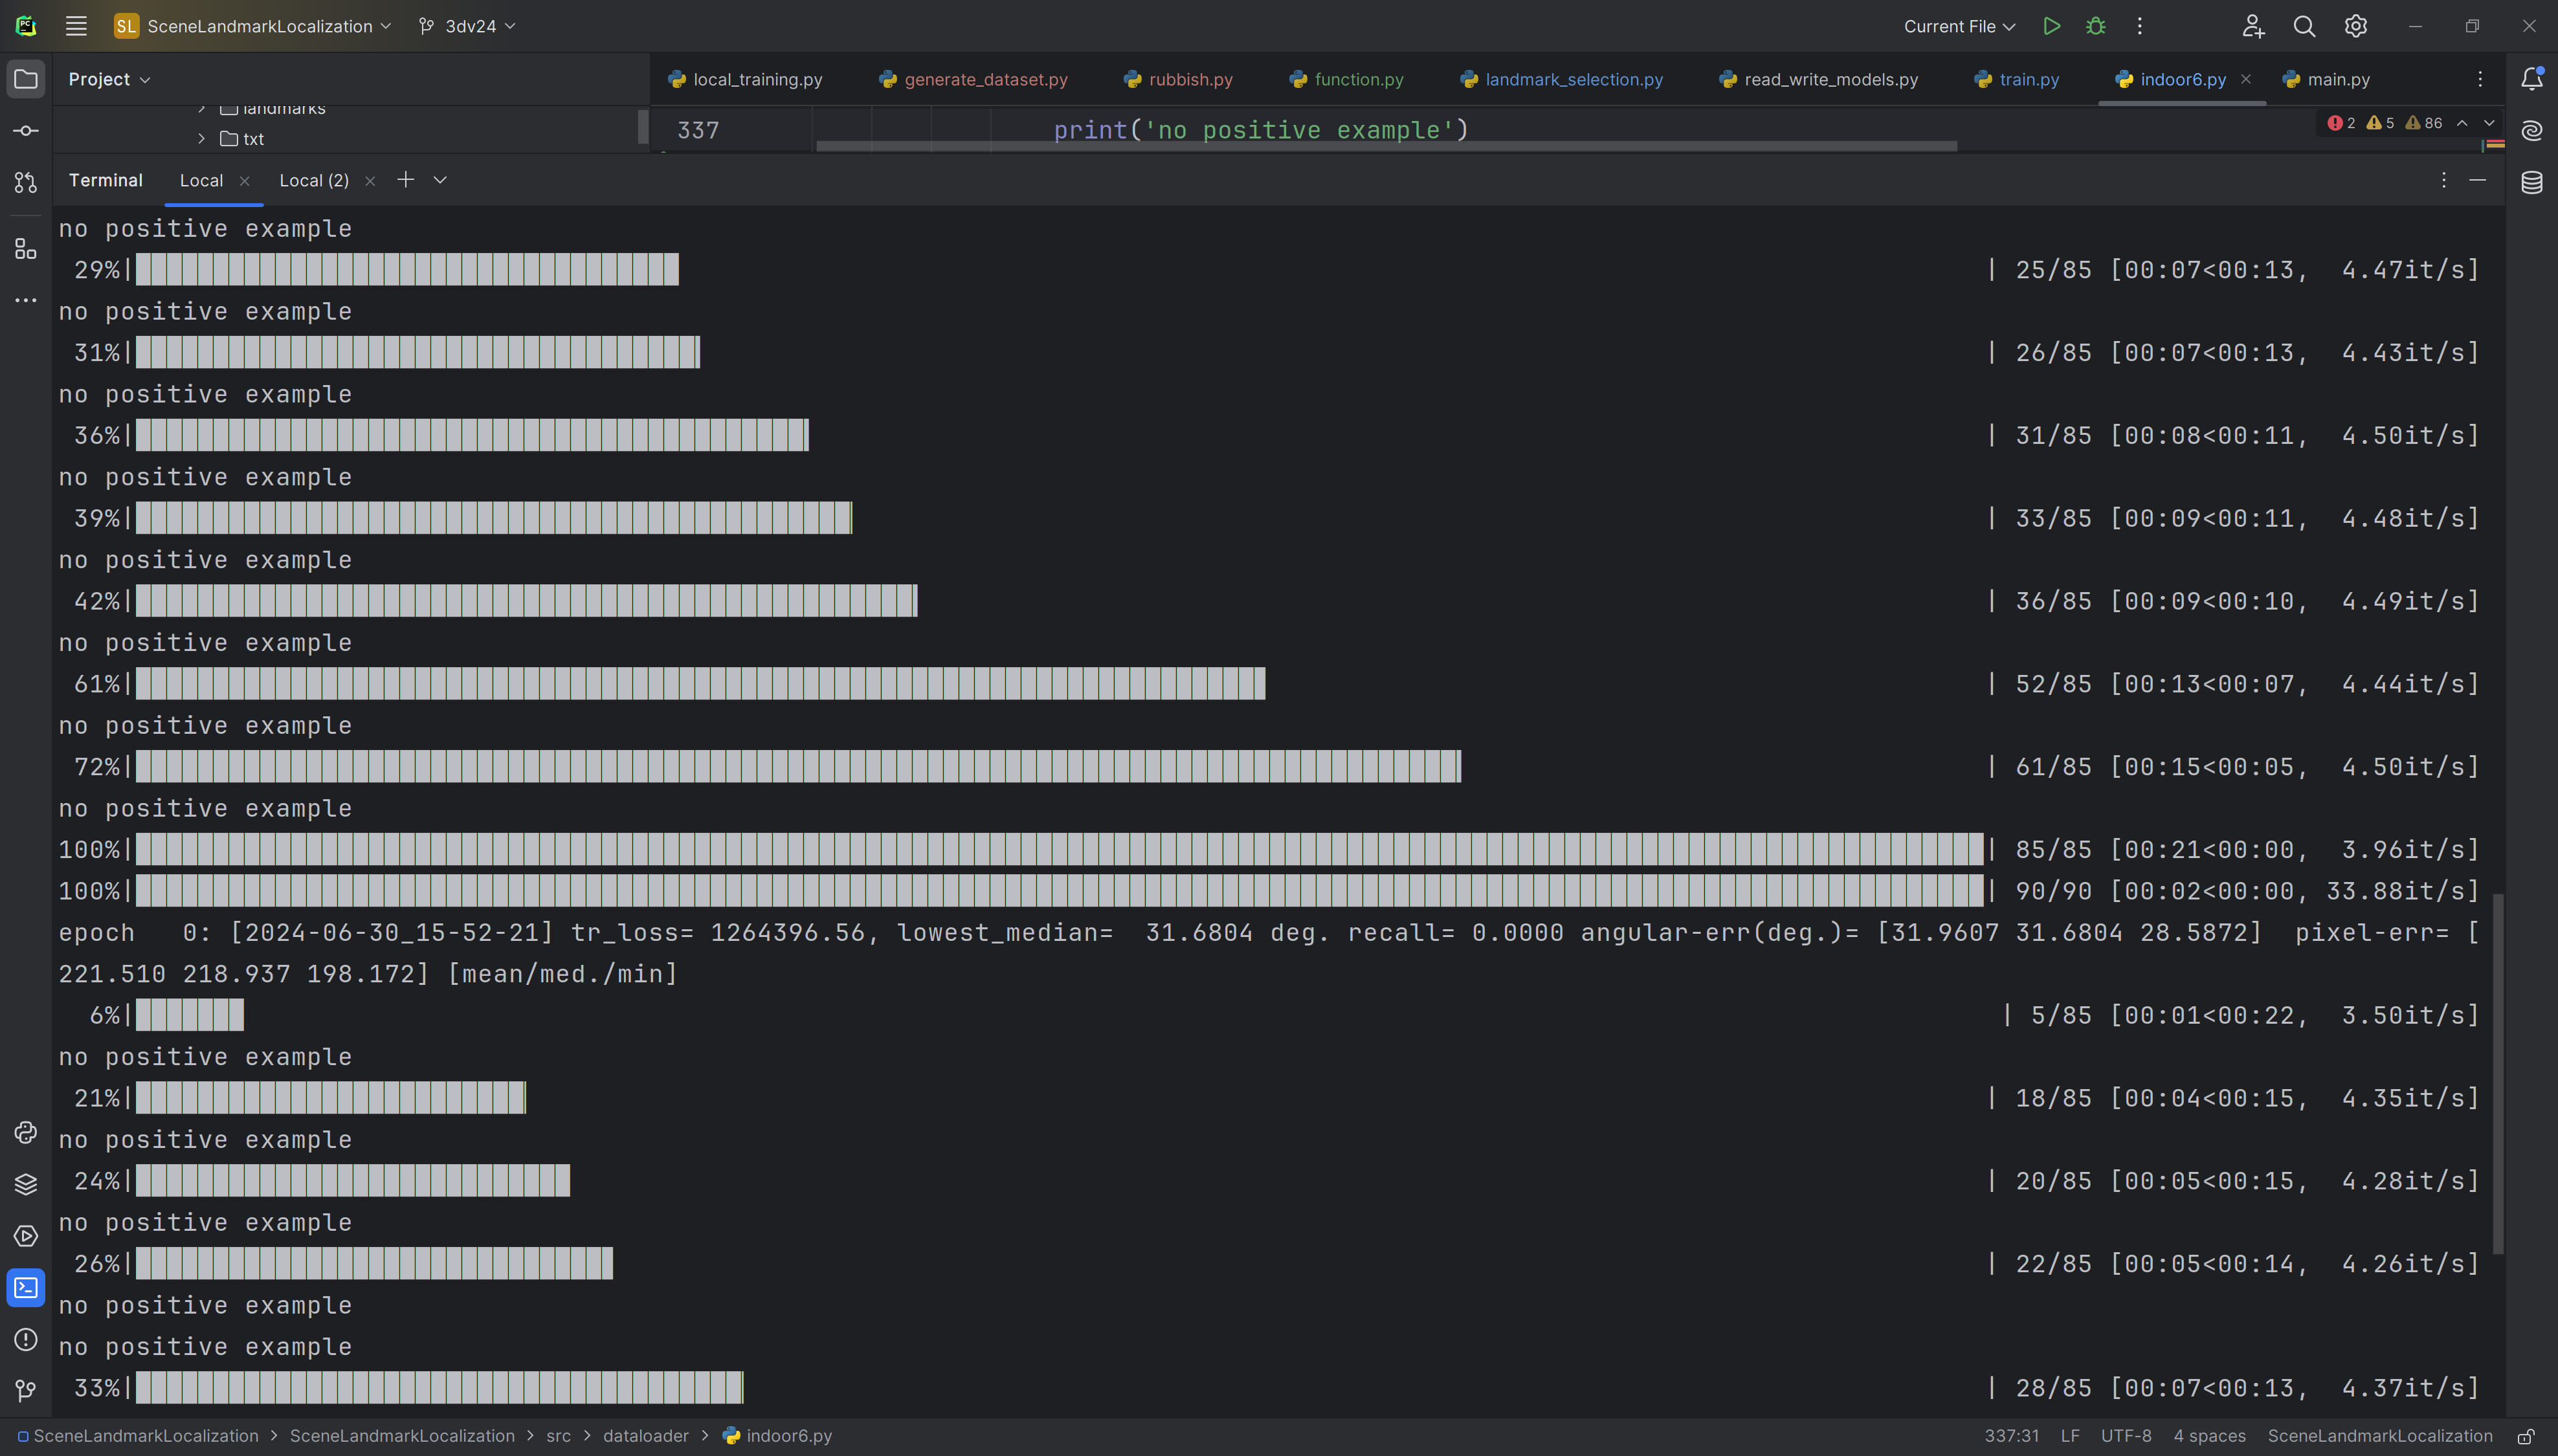 SL SceneLandmarkLocalization 3dv24 Current File
Project local_training.py generate_dataset.py rubbish.py function.py landmark_selection.py read_write_models.py train.py indoor6.py main.py
landmarks
txt
337 print('no positive example') 2 5 86
Terminal Local Local (2)
no positive example
29%| | 25/85 [00:07<00:13, 4.47it/s]
no positive example
31%| | 26/85 [00:07<00:13, 4.43it/s]
no positive example
36%| | 31/85 [00:08<00:11, 4.50it/s]
no positive example
39%| | 33/85 [00:09<00:11, 4.48it/s]
no positive example
42%| | 36/85 [00:09<00:10, 4.49it/s]
no positive example
61%| | 52/85 [00:13<00:07, 4.44it/s]
no positive example
72%| | 61/85 [00:15<00:05, 4.50it/s]
no positive example
100%| | 85/85 [00:21<00:00, 3.96it/s]
100%| | 90/90 [00:02<00:00, 33.88it/s]
epoch 0: [2024-06-30_15-52-21] tr_loss= 1264396.56, lowest_median= 31.6804 deg. recall= 0.0000 angular-err(deg.)= [31.9607 31.6804 28.5872] pixel-err= [
221.510 218.937 198.172] [mean/med./min]
6%| | 5/85 [00:01<00:22, 3.50it/s]
no positive example
21%| | 18/85 [00:04<00:15, 4.35it/s]
no positive example
24%| | 20/85 [00:05<00:15, 4.28it/s]
no positive example
26%| | 22/85 [00:05<00:14, 4.26it/s]
no positive example
no positive example
33%| | 28/85 [00:07<00:13, 4.37it/s]
SceneLandmarkLocalization > SceneLandmarkLocalization > src > dataloader > indoor6.py 337:31 LF UTF-8 4 spaces SceneLandmarkLocalization